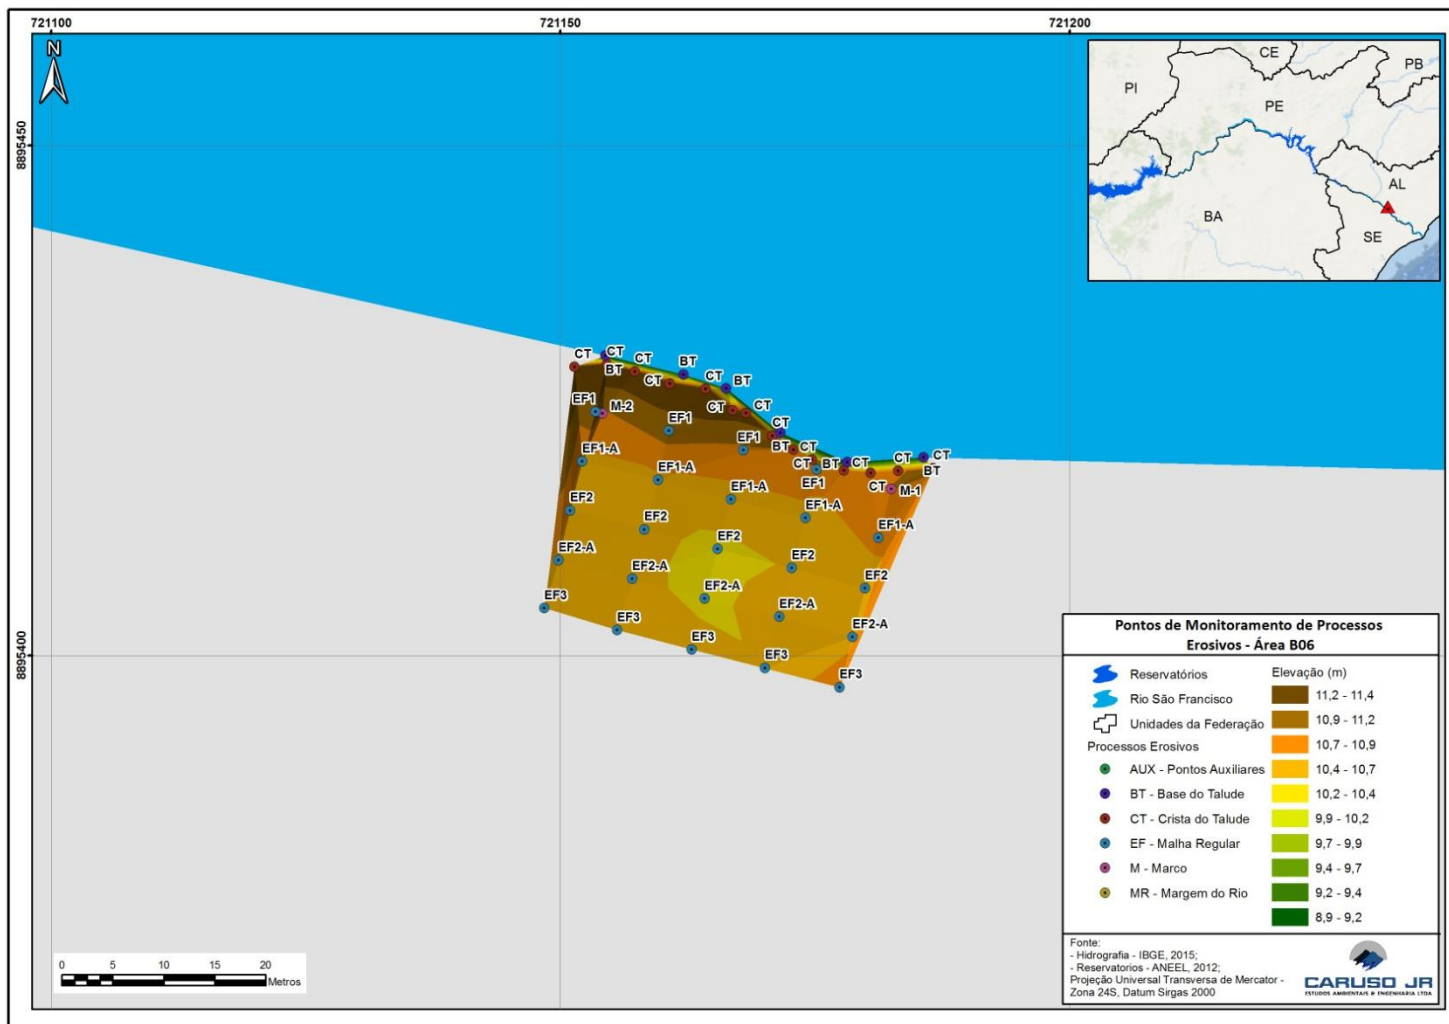 721100
721150
721200
N
8895450
8895400
CE
PB
PI
PE
AL
BA
SE
CT
CT
CT
BT
BT
CT
CT
BT
EF1
M-2
CT
CT
EF1
CT
EF1
BT
CT
CT
BT
CT
CT
CT
BT
EF1
CT
M-1
EF1-A
EF1-A
EF1-A
EF1-A
EF1-A
EF2
EF2
EF2
EF2
EF2
EF2-A
EF2-A
EF2-A
EF2-A
EF2-A
EF3
EF3
EF3
EF3
EF3
Pontos de Monitoramento de Processos
Erosivos - Área B06
Reservatórios
Rio São Francisco
Unidades da Federação
Processos Erosivos
AUX - Pontos Auxiliares
BT - Base do Talude
CT - Crista do Talude
EF - Malha Regular
M - Marco
MR - Margem do Rio
Elevação (m)
11,2 - 11,4
10,9 - 11,2
10,7 - 10,9
10,4 - 10,7
10,2 - 10,4
9,9 - 10,2
9,7 - 9,9
9,4 - 9,7
9,2 - 9,4
8,9 - 9,2
0 5 10 15 20
Metros
Fonte:
- Hidrografia - IBGE, 2015;
- Reservatorios - ANEEL, 2012;
Projeção Universal Transversa de Mercator -
Zona 24S, Datum Sirgas 2000
CARUSO JR
ESTUDOS AMBIENTAIS & ENGENHARIA LTDA